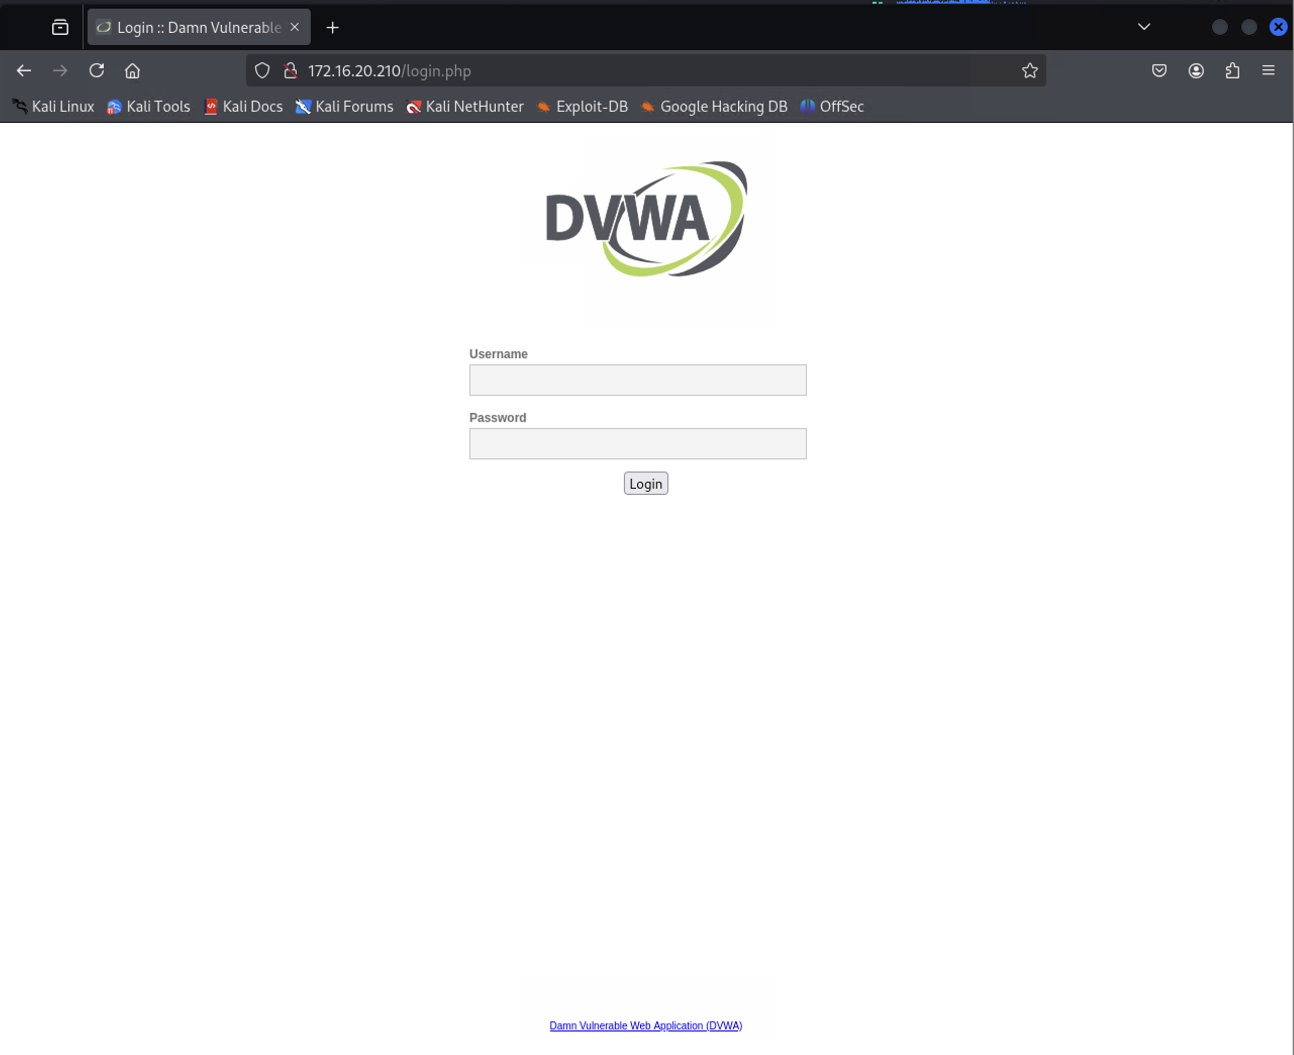 Login :: Damn Vulnerable
172.16.20.210/login.php
Kali Linux Kali Tools Kali Docs Kali Forums Kali NetHunter Exploit-DB Google Hacking DB OffSec
DVWA
Username
Password
Login
Damn Vulnerable Web Application (DVWA)